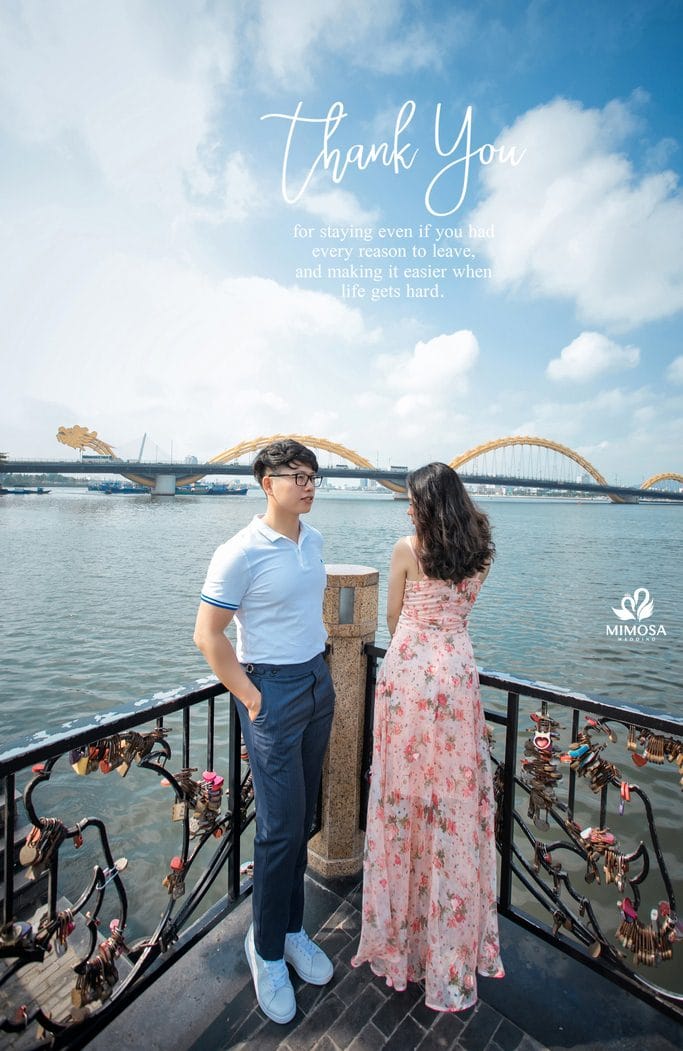 Thank You
for staying even if you had
every reason to leave,
and making it easier when
life gets hard.
MIMOSA
WEDDING